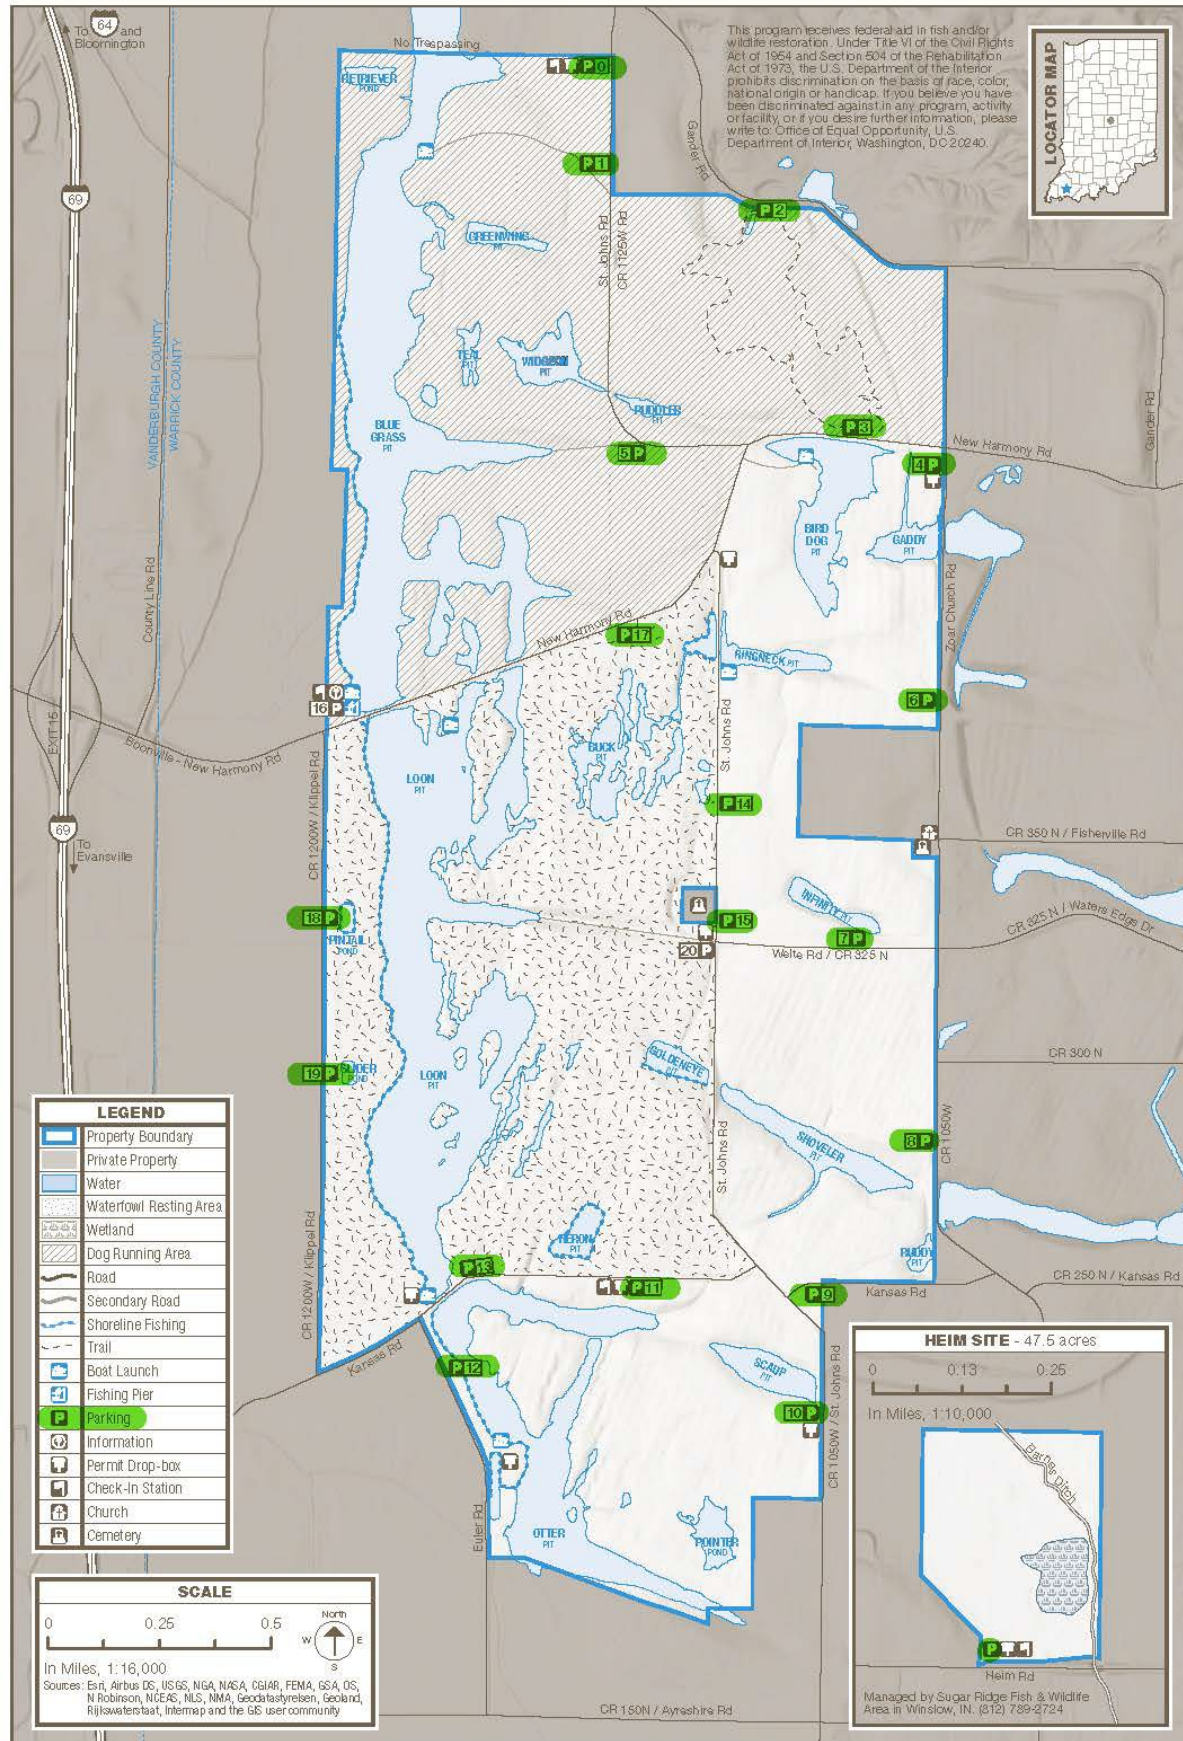 To 64 and
Bloomington
No Trespassing
This program receives federal aid in fish and/or
wildlife restoration. Under Title VI of the Civil Rights
Act of 1964 and Section 504 of the Rehabilitation
Act of 1973, the U.S. Department of the Interior
prohibits discrimination on the basis of race, color,
national origin or handicap. If you believe you have
been discriminated against in any program, activity
or facility, or if you desire further information, please
write to: Office of Equal Opportunity, U.S.
Department of Interior, Washington, DC 20240.
LOCATOR MAP
RETRIEVER
POND
P 0
P 1
Gander Rd
69
P 2
GREENWING
PIT
St. Johns Rd
CR 1125W Rd
VANDERBURGH COUNTY
WARRICK COUNTY
TEAL
PIT
WIDGEON
PIT
PUDDLER
PIT
Gander Rd
BLUE
GRASS
PIT
P 3
5 P
New Harmony Rd
4 P
BIRD
DOG
PIT
GADDY
PIT
County Line Rd
Zoar Church Rd
New Harmony Rd
P 17
RINGNECK PIT
16 P
6 P
EXIT 15
Boonville - New Harmony Rd
St. Johns Rd
BUCK
PIT
LOON
PIT
CR 1200W / Klippel Rd
P 14
69
To
Evansville
CR 350 N / Fisherville Rd
INFINITY PIT
18 P
PINTAIL
POND
P 15
CR 325 N / Waters Edge Dr
7 P
20 P
Welte Rd / CR 325 N
GOLDENEYE
PIT
CR 300 N
19 P
SLIDER
POND
LOON
PIT
St. Johns Rd
SHOVELER
PIT
8 P
CR 1050W
CR 1200W / Klippel Rd
HERON
PIT
RUDDY
PIT
P 13
P 11
P 9
Kansas Rd
CR 250 N / Kansas Rd
Kansas Rd
P 12
SCAUP
PIT
10 P
CR 1050W / St. Johns Rd
Euler Rd
OTTER
PIT
POINTER
POND
CR 150N / Ayreshire Rd
LEGEND
Property Boundary
Private Property
Water
Waterfowl Resting Area
Wetland
Dog Running Area
Road
Secondary Road
Shoreline Fishing
Trail
Boat Launch
Fishing Pier
P Parking
Information
Permit Drop-box
Check-In Station
Church
Cemetery
SCALE
0 0.25 0.5
In Miles, 1:16,000
North
W E
S
Sources: Esri, Airbus DS, USGS, NGA, NASA, CGIAR, FEMA, GSA, OS,
N Robinson, NCEAS, NLS, NMA, Geodatastyrelsen, Geoland,
Rijkswaterstaat, Intermap and the GIS user community
HEIM SITE - 47.5 acres
0 0.13 0.25
In Miles, 1:10,000
Barnes Ditch
P
Heim Rd
Managed by Sugar Ridge Fish & Wildlife
Area in Winslow, IN. (812) 789-2724